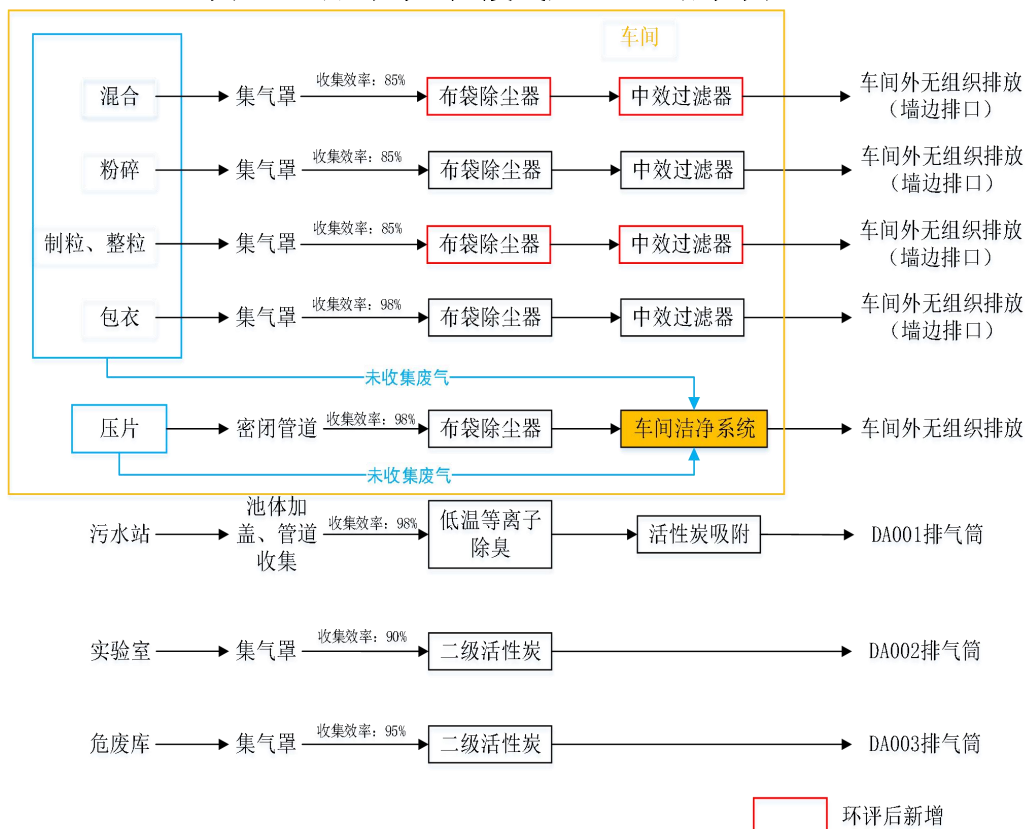 车间
混合
集气罩
收集效率：85%
布袋除尘器
中效过滤器
车间外无组织排放
（墙边排口）
粉碎
集气罩
收集效率：85%
布袋除尘器
中效过滤器
车间外无组织排放
（墙边排口）
制粒、整粒
集气罩
收集效率：85%
布袋除尘器
中效过滤器
车间外无组织排放
（墙边排口）
包衣
集气罩
收集效率：98%
布袋除尘器
中效过滤器
车间外无组织排放
（墙边排口）
未收集废气
压片
密闭管道
收集效率：98%
布袋除尘器
车间洁净系统
车间外无组织排放
未收集废气
污水站
池体加
盖、管道
收集
收集效率：98%
低温等离子
除臭
活性炭吸附
DA001排气筒
实验室
集气罩
收集效率：90%
二级活性炭
DA002排气筒
危废库
集气罩
收集效率：95%
二级活性炭
DA003排气筒
环评后新增